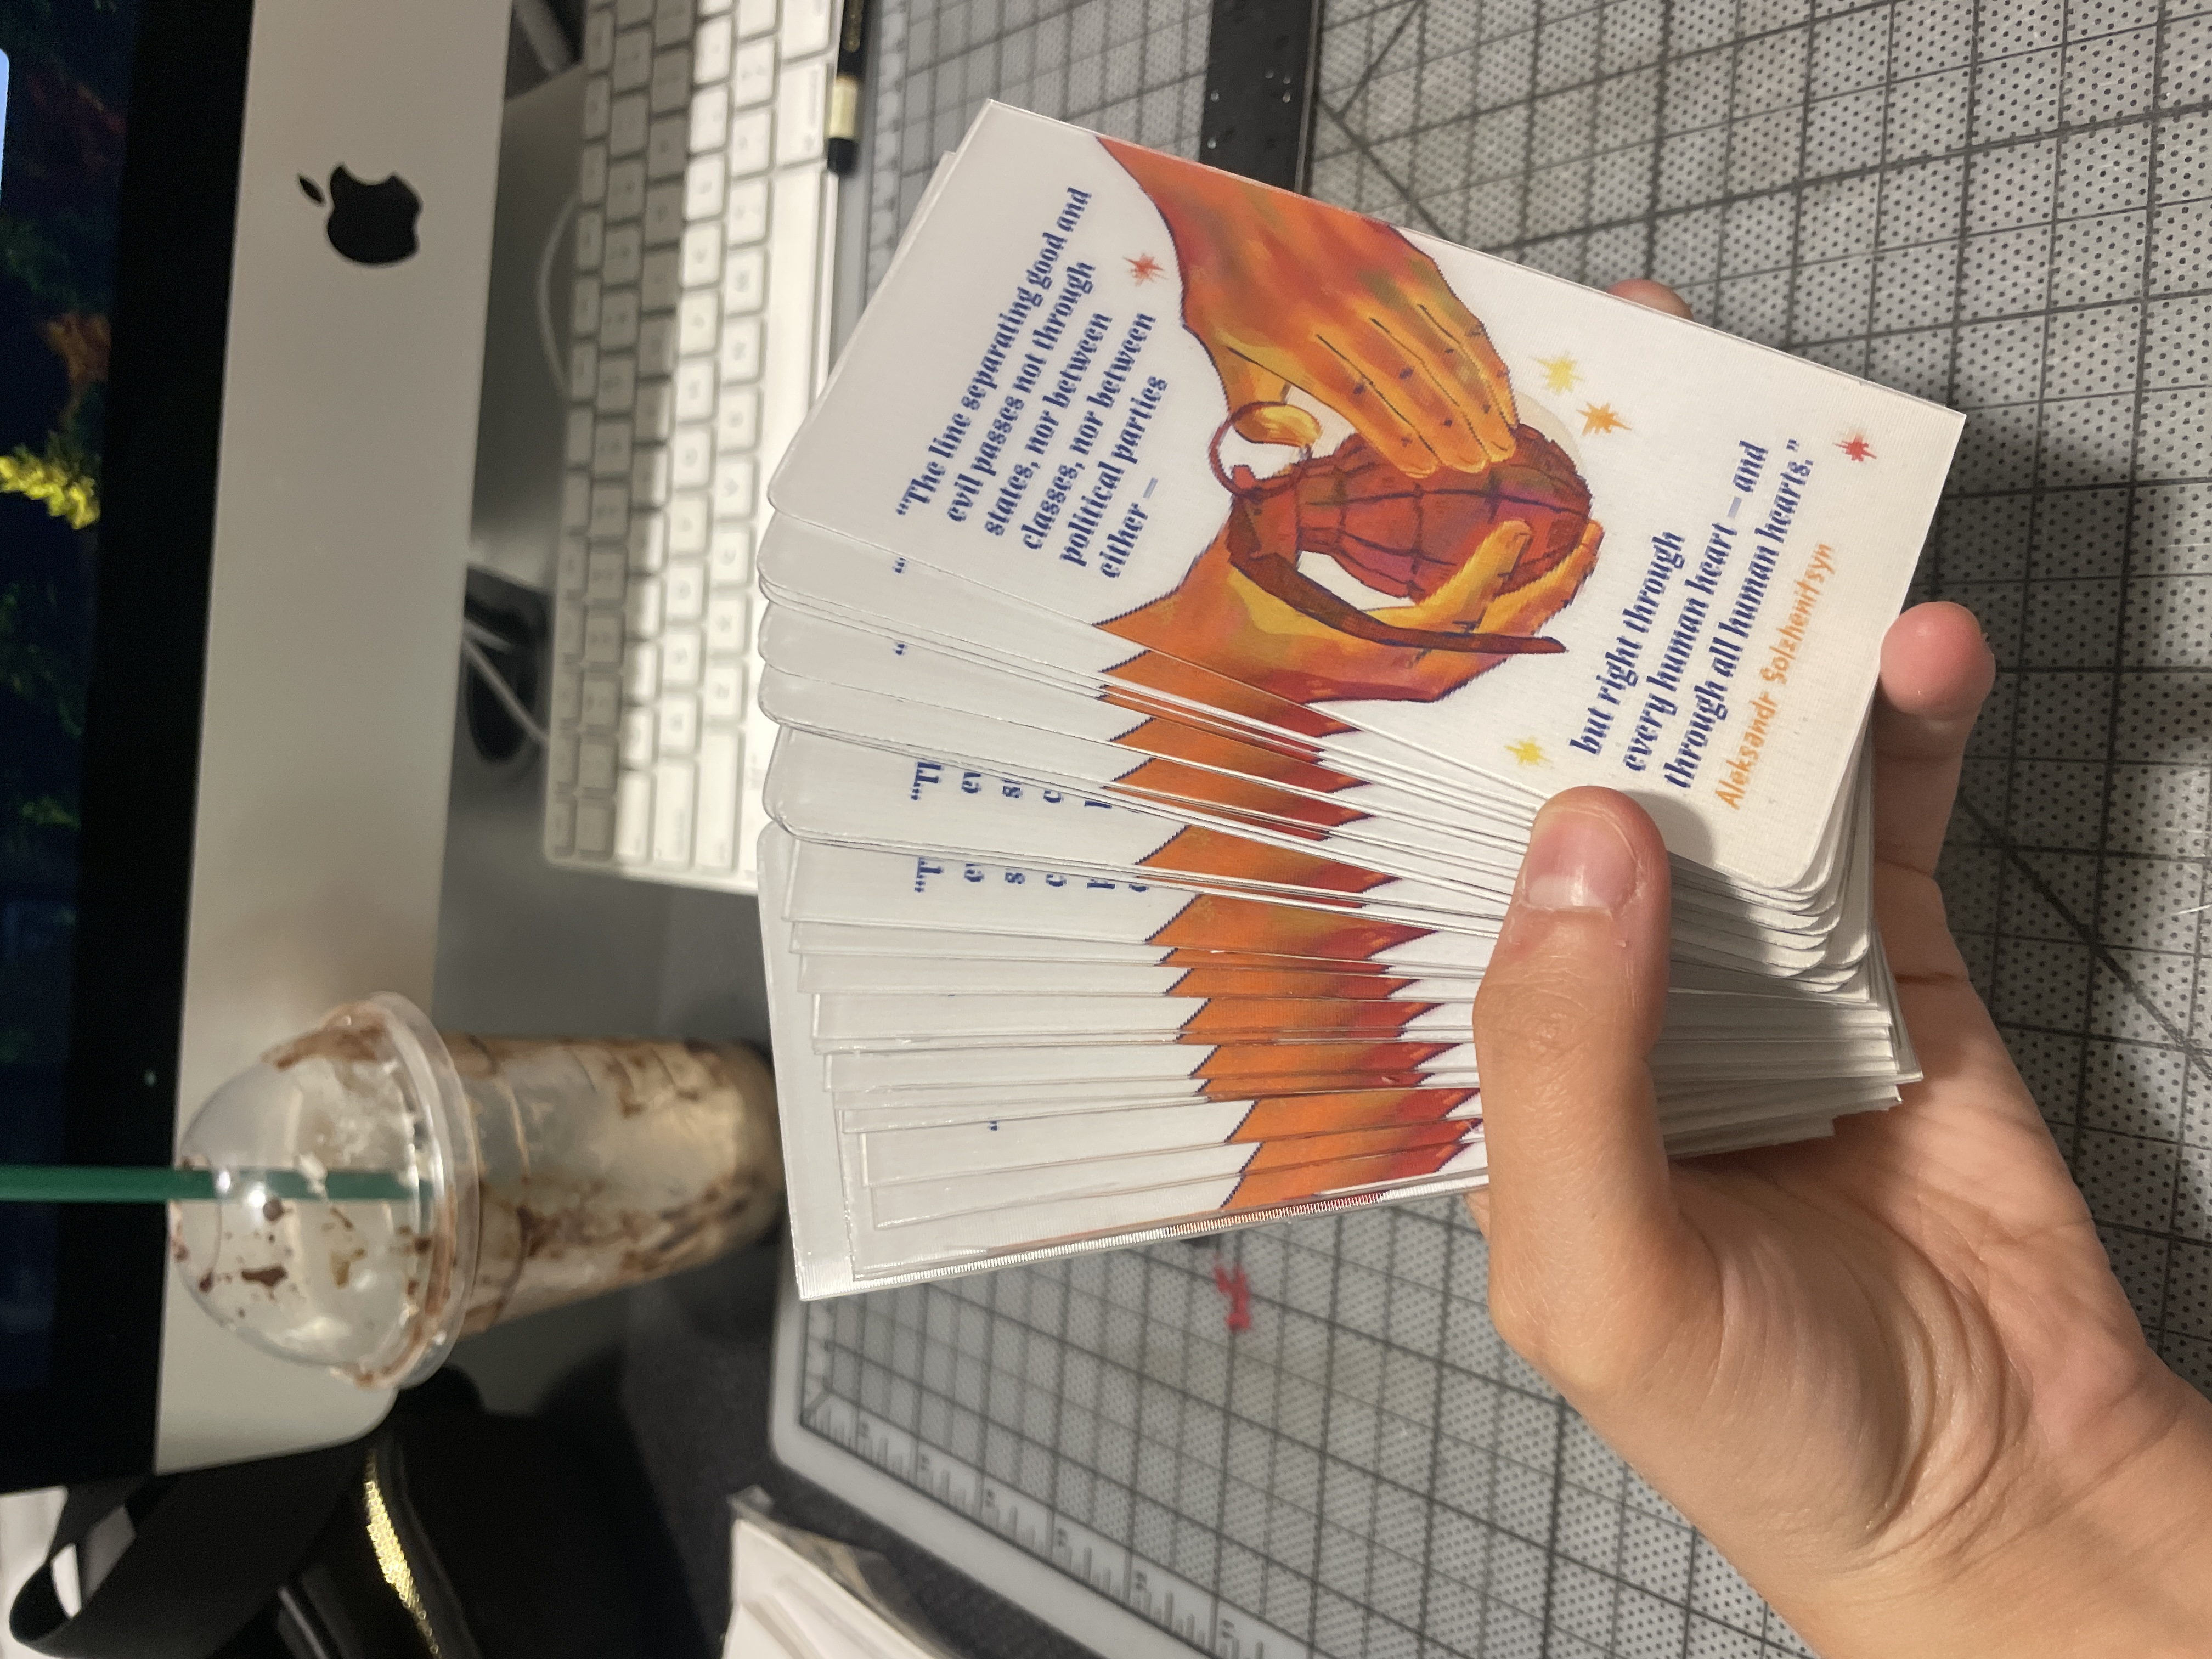 “The line separating good and
evil passes not through
states, nor between
classes, nor between
political parties
either –
but right through
every human heart – and
through all human hearts.”
Aleksandr Solzhenitsyn